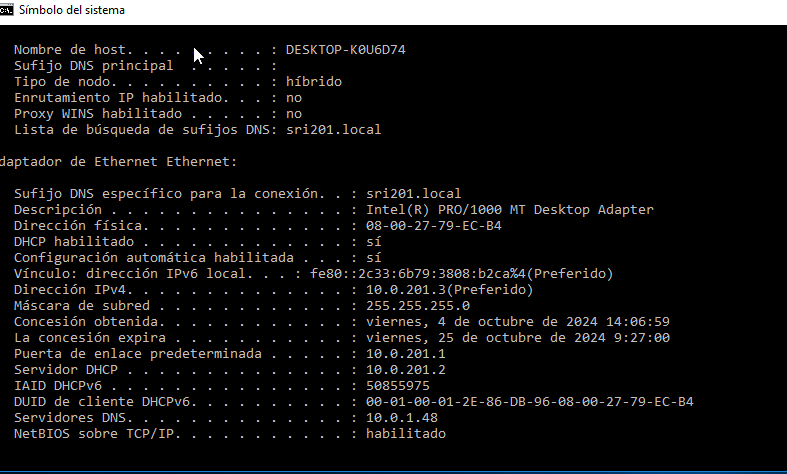 Símbolo del sistema
Nombre de host. . . . . . . . . : DESKTOP-K0U6D74
Sufijo DNS principal  . . . . . :
Tipo de nodo. . . . . . . . . . : híbrido
Enrutamiento IP habilitado. . . : no
Proxy WINS habilitado . . . . . : no
Lista de búsqueda de sufijos DNS: sri201.local
daptador de Ethernet Ethernet:
Sufijo DNS específico para la conexión. . : sri201.local
Descripción . . . . . . . . . . . . . . . : Intel(R) PRO/1000 MT Desktop Adapter
Dirección física. . . . . . . . . . . . . : 08-00-27-79-EC-B4
DHCP habilitado . . . . . . . . . . . . . : sí
Configuración automática habilitada . . . : sí
Vínculo: dirección IPv6 local. . . : fe80::2c33:6b79:3808:b2ca%4(Preferido)
Dirección IPv4. . . . . . . . . . . . . . : 10.0.201.3(Preferido)
Máscara de subred . . . . . . . . . . . . : 255.255.255.0
Concesión obtenida. . . . . . . . . . . . : viernes, 4 de octubre de 2024 14:06:59
La concesión expira . . . . . . . . . . . : viernes, 25 de octubre de 2024 9:27:00
Puerta de enlace predeterminada . . . . . : 10.0.201.1
Servidor DHCP . . . . . . . . . . . . . . : 10.0.201.2
IAID DHCPv6 . . . . . . . . . . . . . . . : 50855975
DUID de cliente DHCPv6. . . . . . . . . . : 00-01-00-01-2E-86-DB-96-08-00-27-79-EC-B4
Servidores DNS. . . . . . . . . . . . . . : 10.0.1.48
NetBIOS sobre TCP/IP. . . . . . . . . . . : habilitado